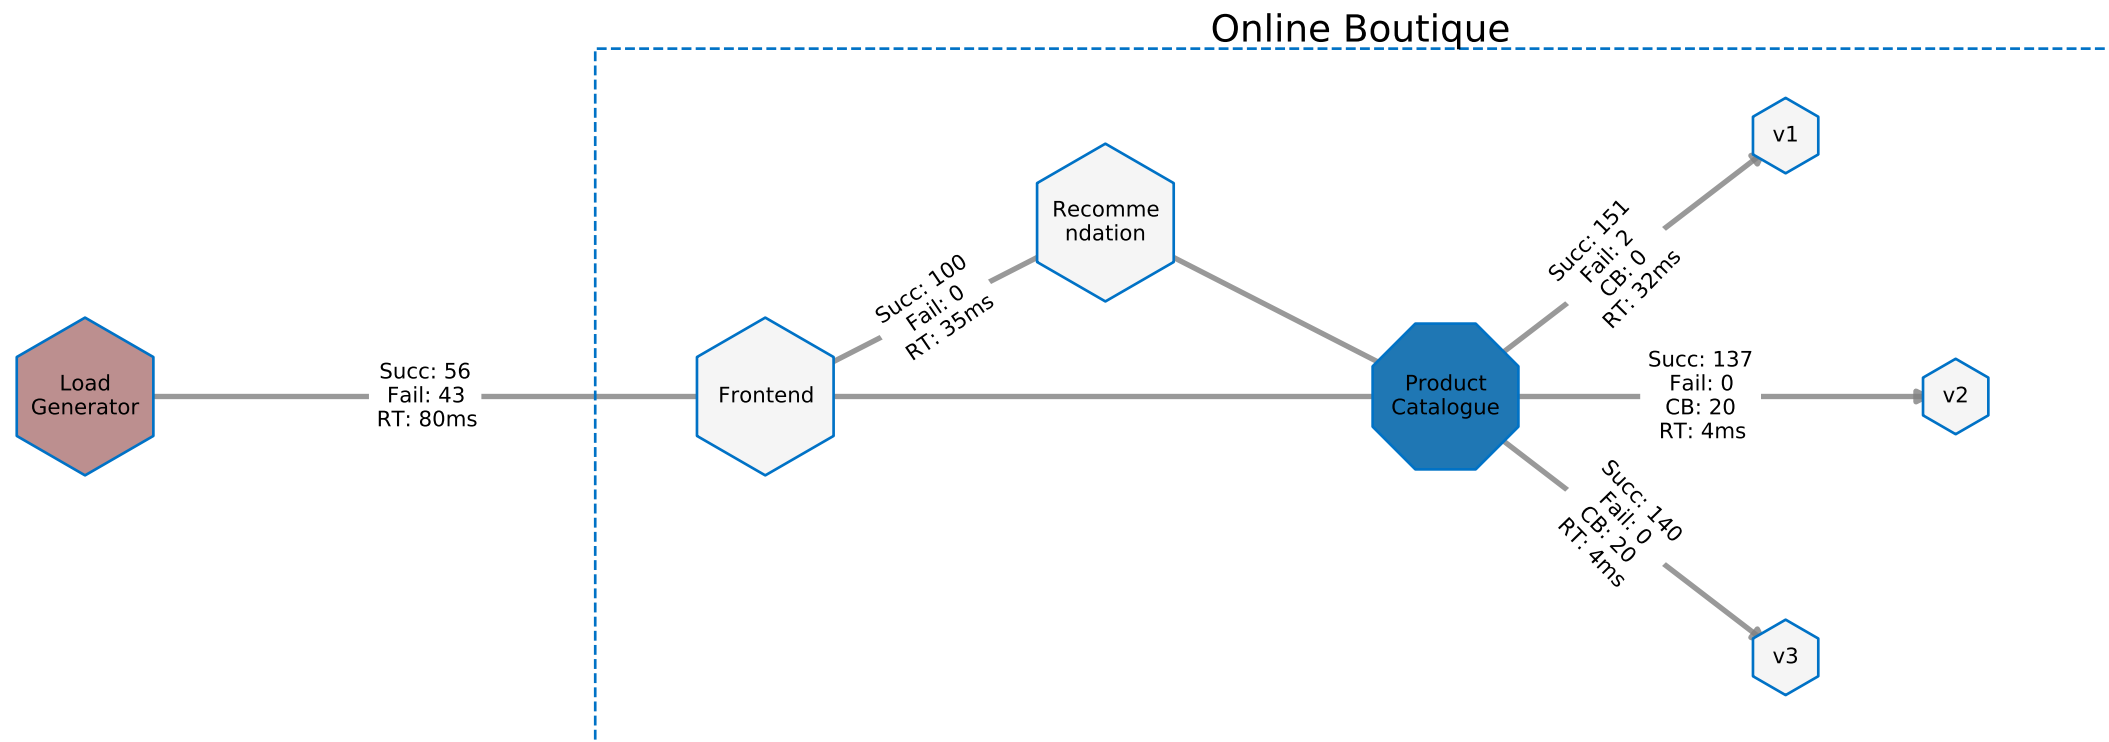 Online Boutique
Load
Generator
Succ: 56
Fail: 43
RT: 80ms
Frontend
Succ: 100
Fail: 0
RT: 35ms
Recomme
ndation
Product
Catalogue
Succ: 151
Fail: 2
CB: 0
RT: 32ms
v1
Succ: 137
Fail: 0
CB: 20
RT: 4ms
v2
Succ: 140
Fail: 0
CB: 20
RT: 4ms
v3